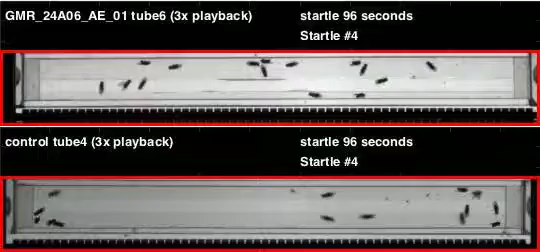 GMR_24A06_AE_01 tube6 (3x playback) startle 96 seconds
Startle #4
control tube4 (3x playback) startle 96 seconds
Startle #4